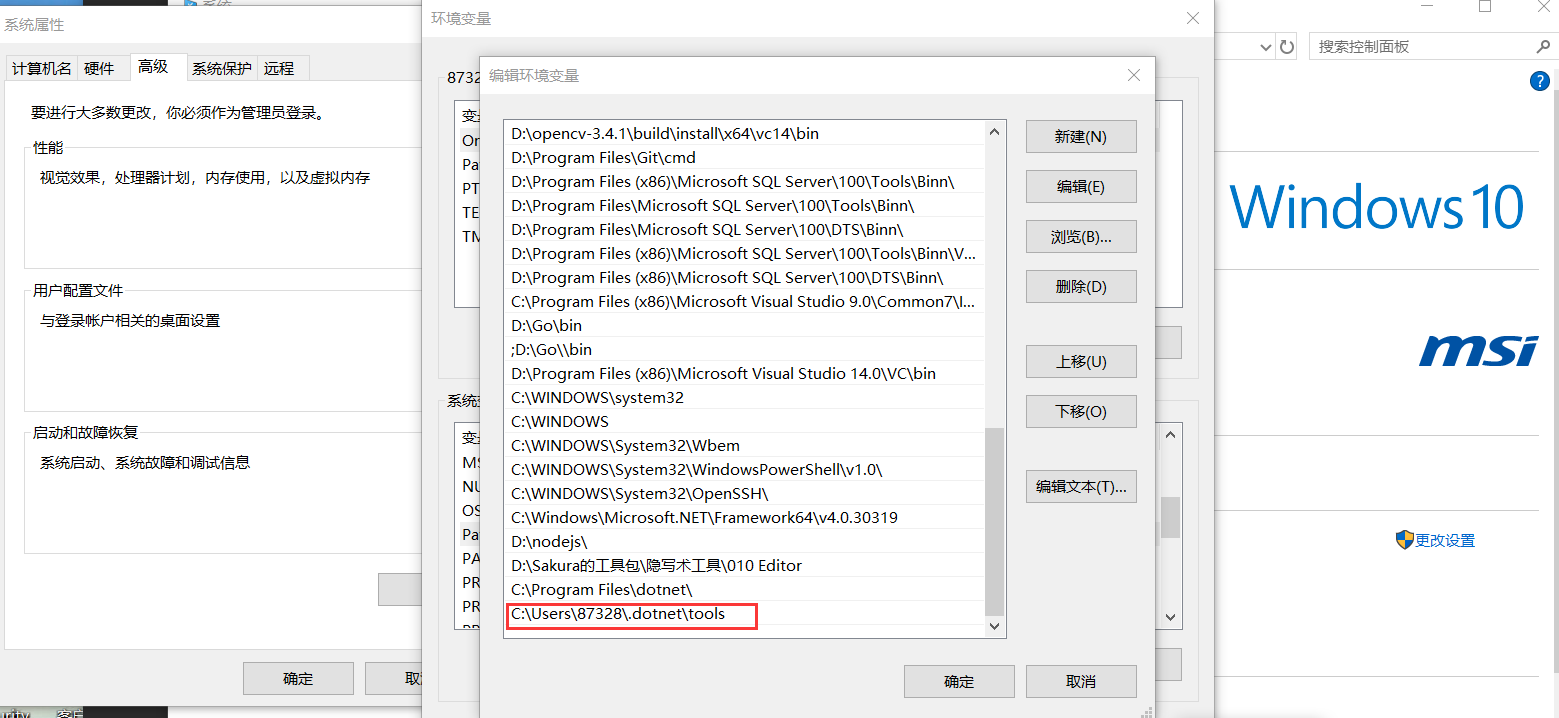 系统属性
计算机名
硬件
高级
系统保护
远程
要进行大多数更改，你必须作为管理员登录。
性能
视觉效果，处理器计划，内存使用，以及虚拟内存
用户配置文件
与登录帐户相关的桌面设置
启动和故障恢复
系统启动、系统故障和调试信息
确定
环境变量
8732
Pa
PT
TE
MS
NU
OS
Pa
PA
PR
PR
编辑环境变量
D:\opencv-3.4.1\build\install\x64\vc14\bin
D:\Program Files\Git\cmd
D:\Program Files (x86)\Microsoft SQL Server\100\Tools\Binn\
D:\Program Files\Microsoft SQL Server\100\Tools\Binn\
D:\Program Files\Microsoft SQL Server\100\DTS\Binn\
D:\Program Files (x86)\Microsoft SQL Server\100\Tools\Binn\V...
D:\Program Files (x86)\Microsoft SQL Server\100\DTS\Binn\
C:\Program Files (x86)\Microsoft Visual Studio 9.0\Common7\I...
D:\Go\bin
;D:\Go\\bin
D:\Program Files (x86)\Microsoft Visual Studio 14.0\VC\bin
C:\WINDOWS\system32
C:\WINDOWS
C:\WINDOWS\System32\Wbem
C:\WINDOWS\System32\WindowsPowerShell\v1.0\
C:\WINDOWS\System32\OpenSSH\
C:\Windows\Microsoft.NET\Framework64\v4.0.30319
D:\nodejs\
D:\Sakura的工具包\隐写术工具\010 Editor
C:\Program Files\dotnet\
C:\Users\87328\.dotnet\tools
新建(N)
编辑(E)
浏览(B)...
删除(D)
上移(U)
下移(O)
编辑文本(T)...
确定
取消
搜索控制面板
?
Windows 10
msi
更改设置